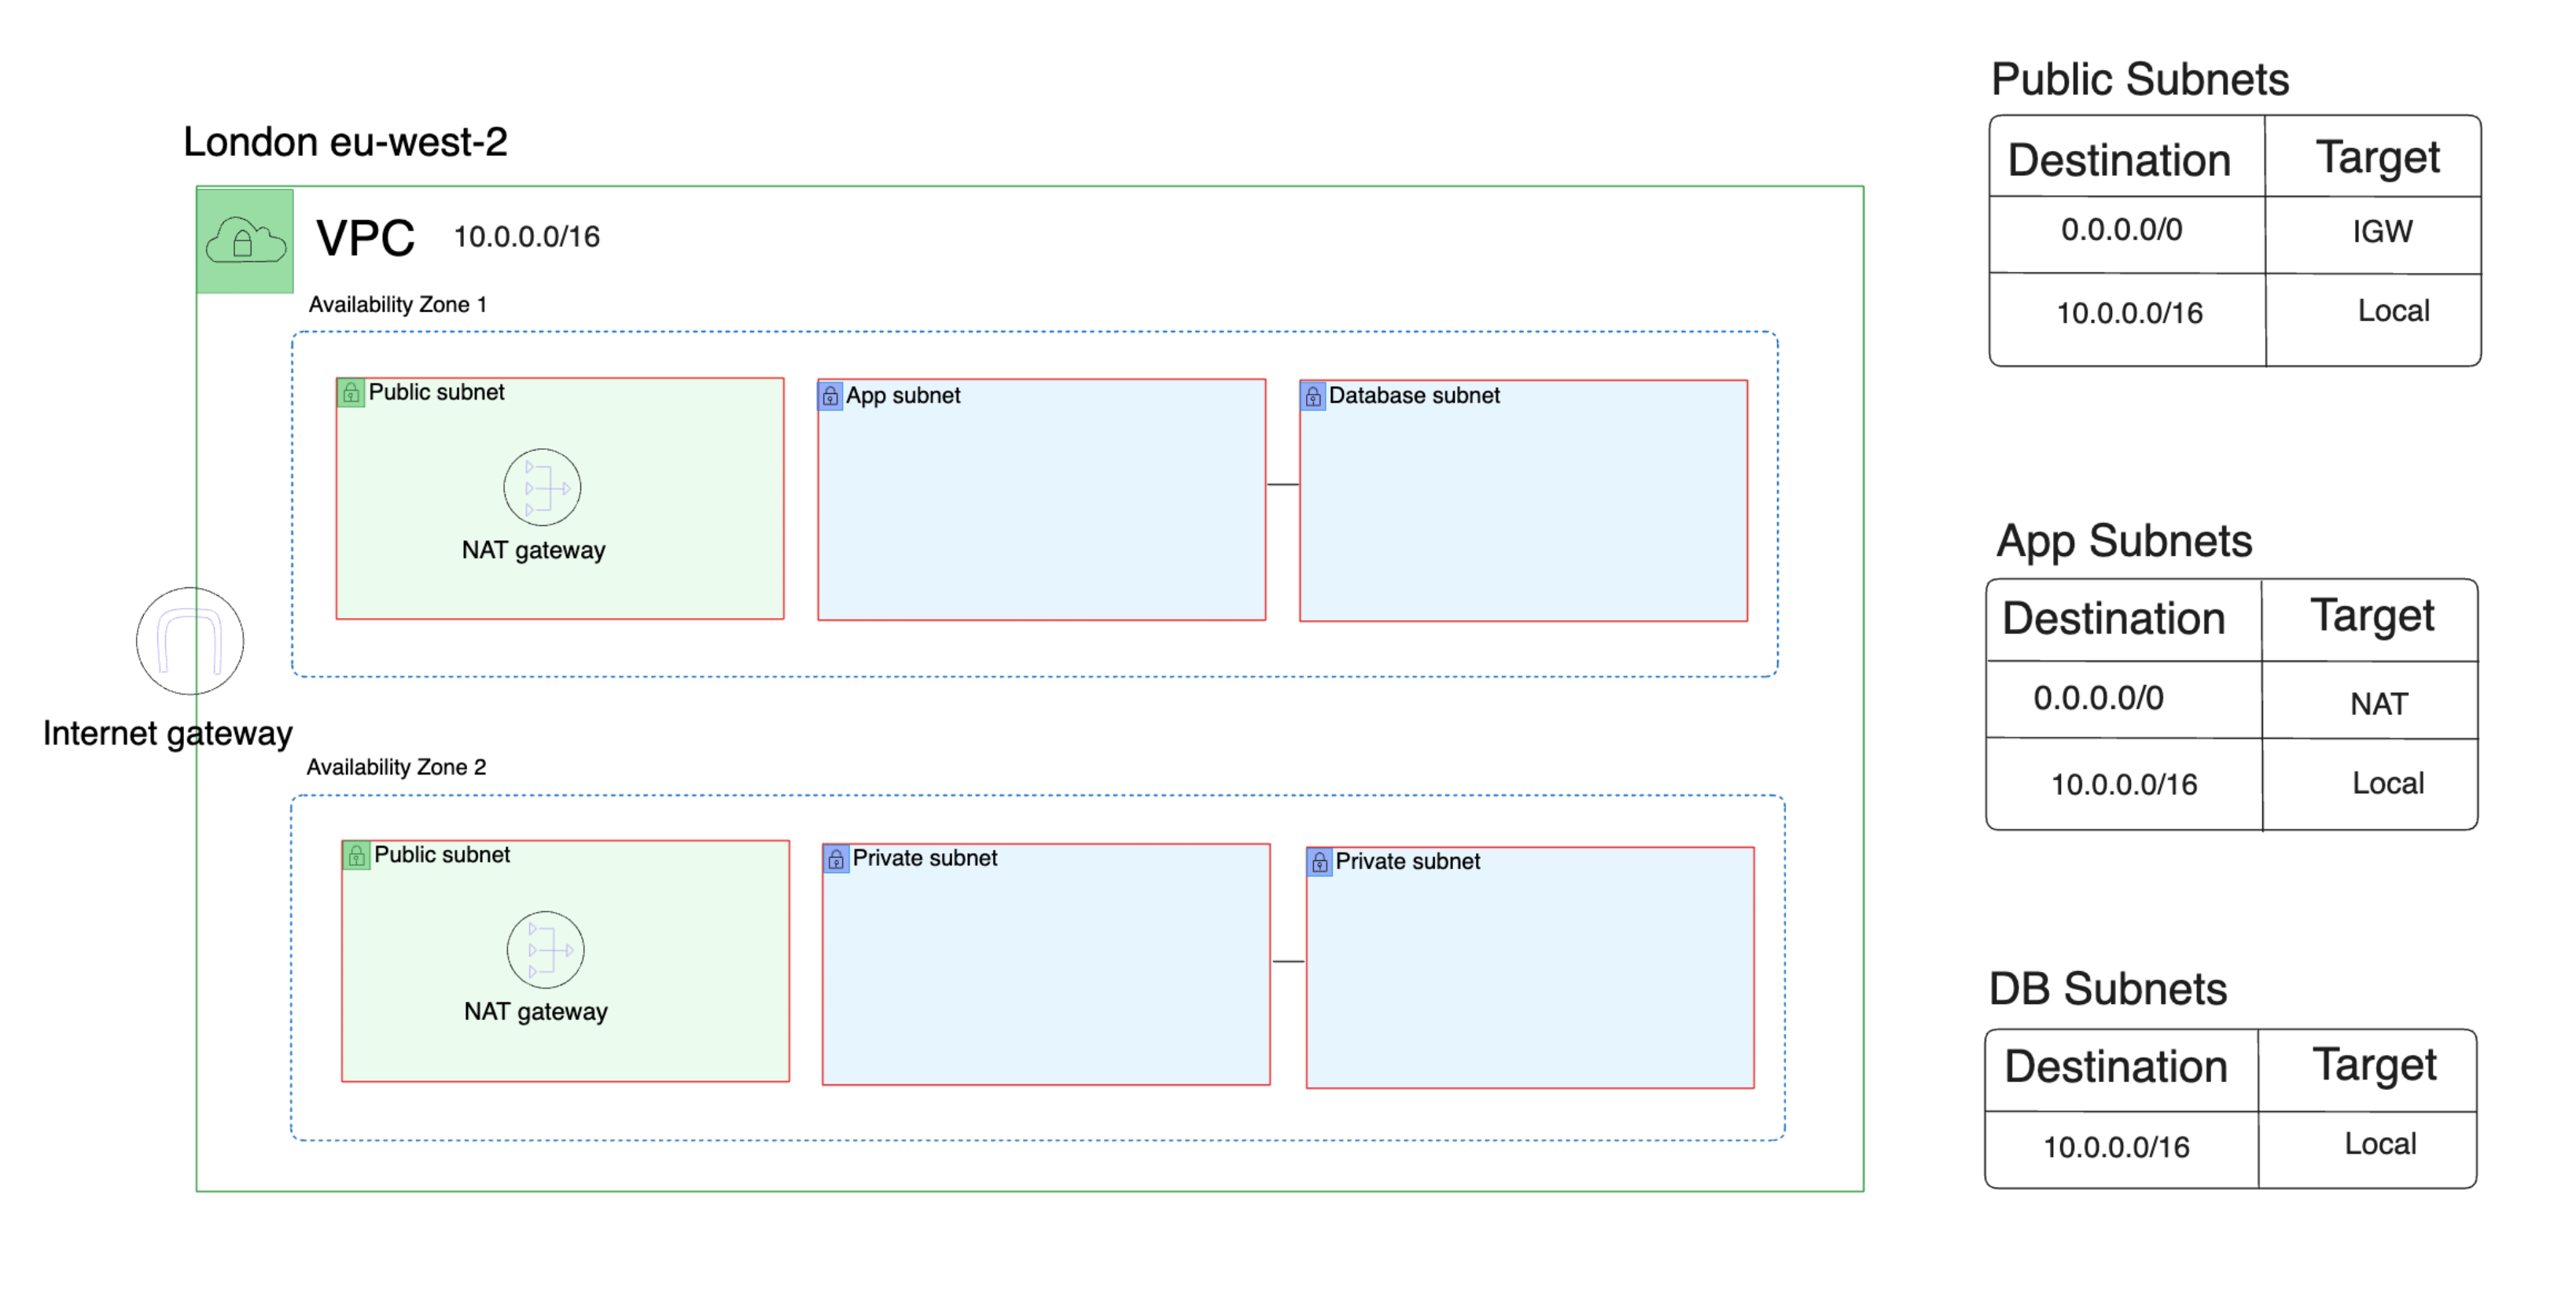 London eu-west-2
VPC 10.0.0.0/16
Availability Zone 1
Public subnet
NAT gateway
App subnet
Database subnet
Internet gateway
Availability Zone 2
Public subnet
NAT gateway
Private subnet
Private subnet
Public Subnets
Destination Target
0.0.0.0/0 IGW
10.0.0.0/16 Local
App Subnets
Destination Target
0.0.0.0/0 NAT
10.0.0.0/16 Local
DB Subnets
Destination Target
10.0.0.0/16 Local